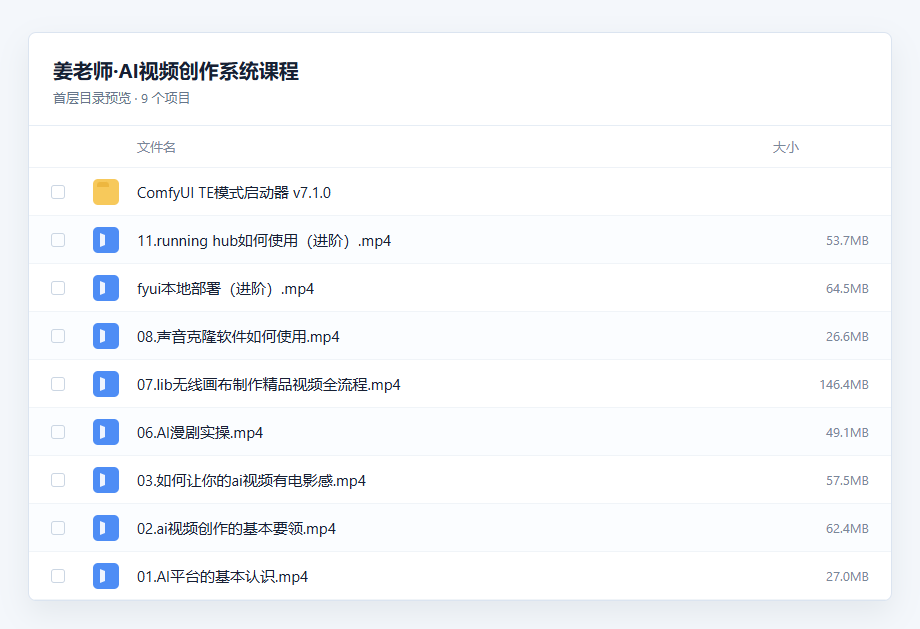 姜老师·AI视频创作系统课程
首层目录预览 · 9 个项目
文件名 大小
ComfyUI TE模式启动器 v7.1.0
11.running hub如何使用（进阶）.mp4 53.7MB
fyui本地部署（进阶）.mp4 64.5MB
08.声音克隆软件如何使用.mp4 26.6MB
07.lib无线画布制作精品视频全流程.mp4 146.4MB
06.AI漫剧实操.mp4 49.1MB
03.如何让你的ai视频有电影感.mp4 57.5MB
02.ai视频创作的基本要领.mp4 62.4MB
01.AI平台的基本认识.mp4 27.0MB